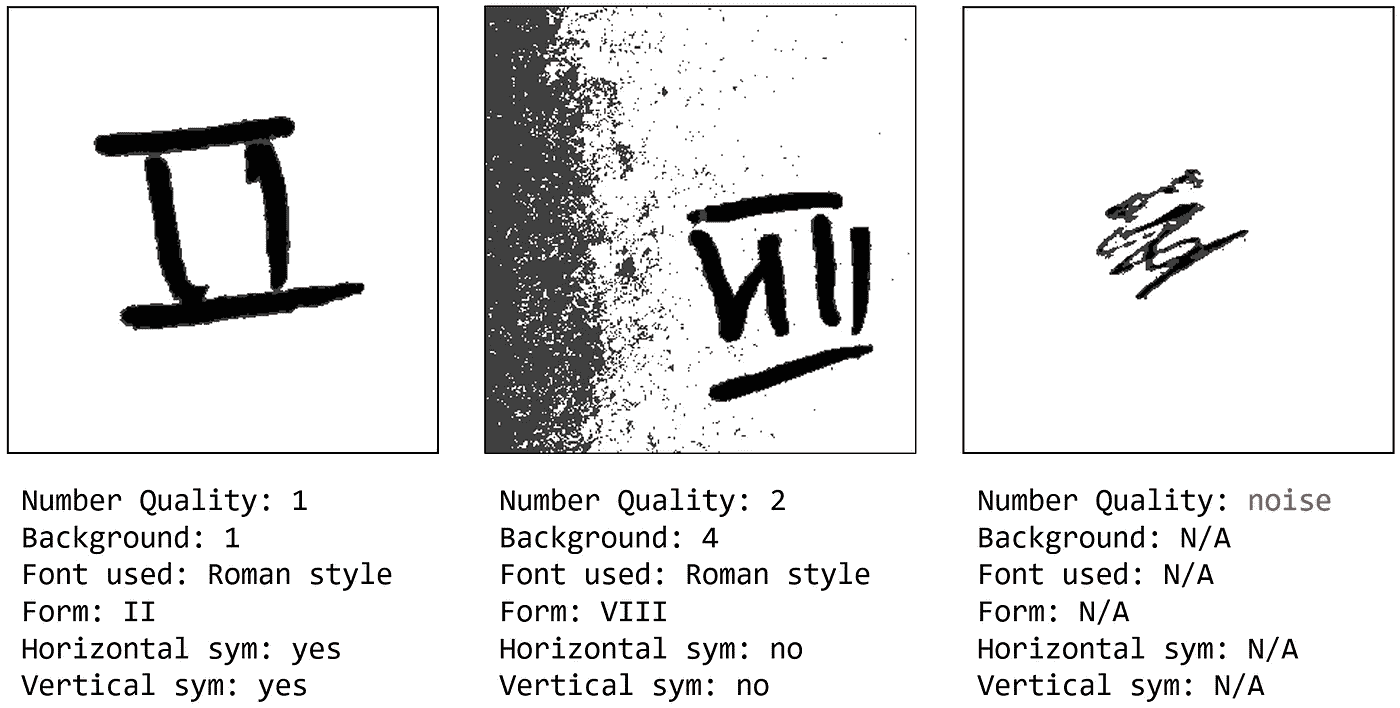 II
VIII
Number Quality: 1
Background: 1
Font used: Roman style
Form: II
Horizontal sym: yes
Vertical sym: yes
Number Quality: 2
Background: 4
Font used: Roman style
Form: VIII
Horizontal sym: no
Vertical sym: no
Number Quality: noise
Background: N/A
Font used: N/A
Form: N/A
Horizontal sym: N/A
Vertical sym: N/A